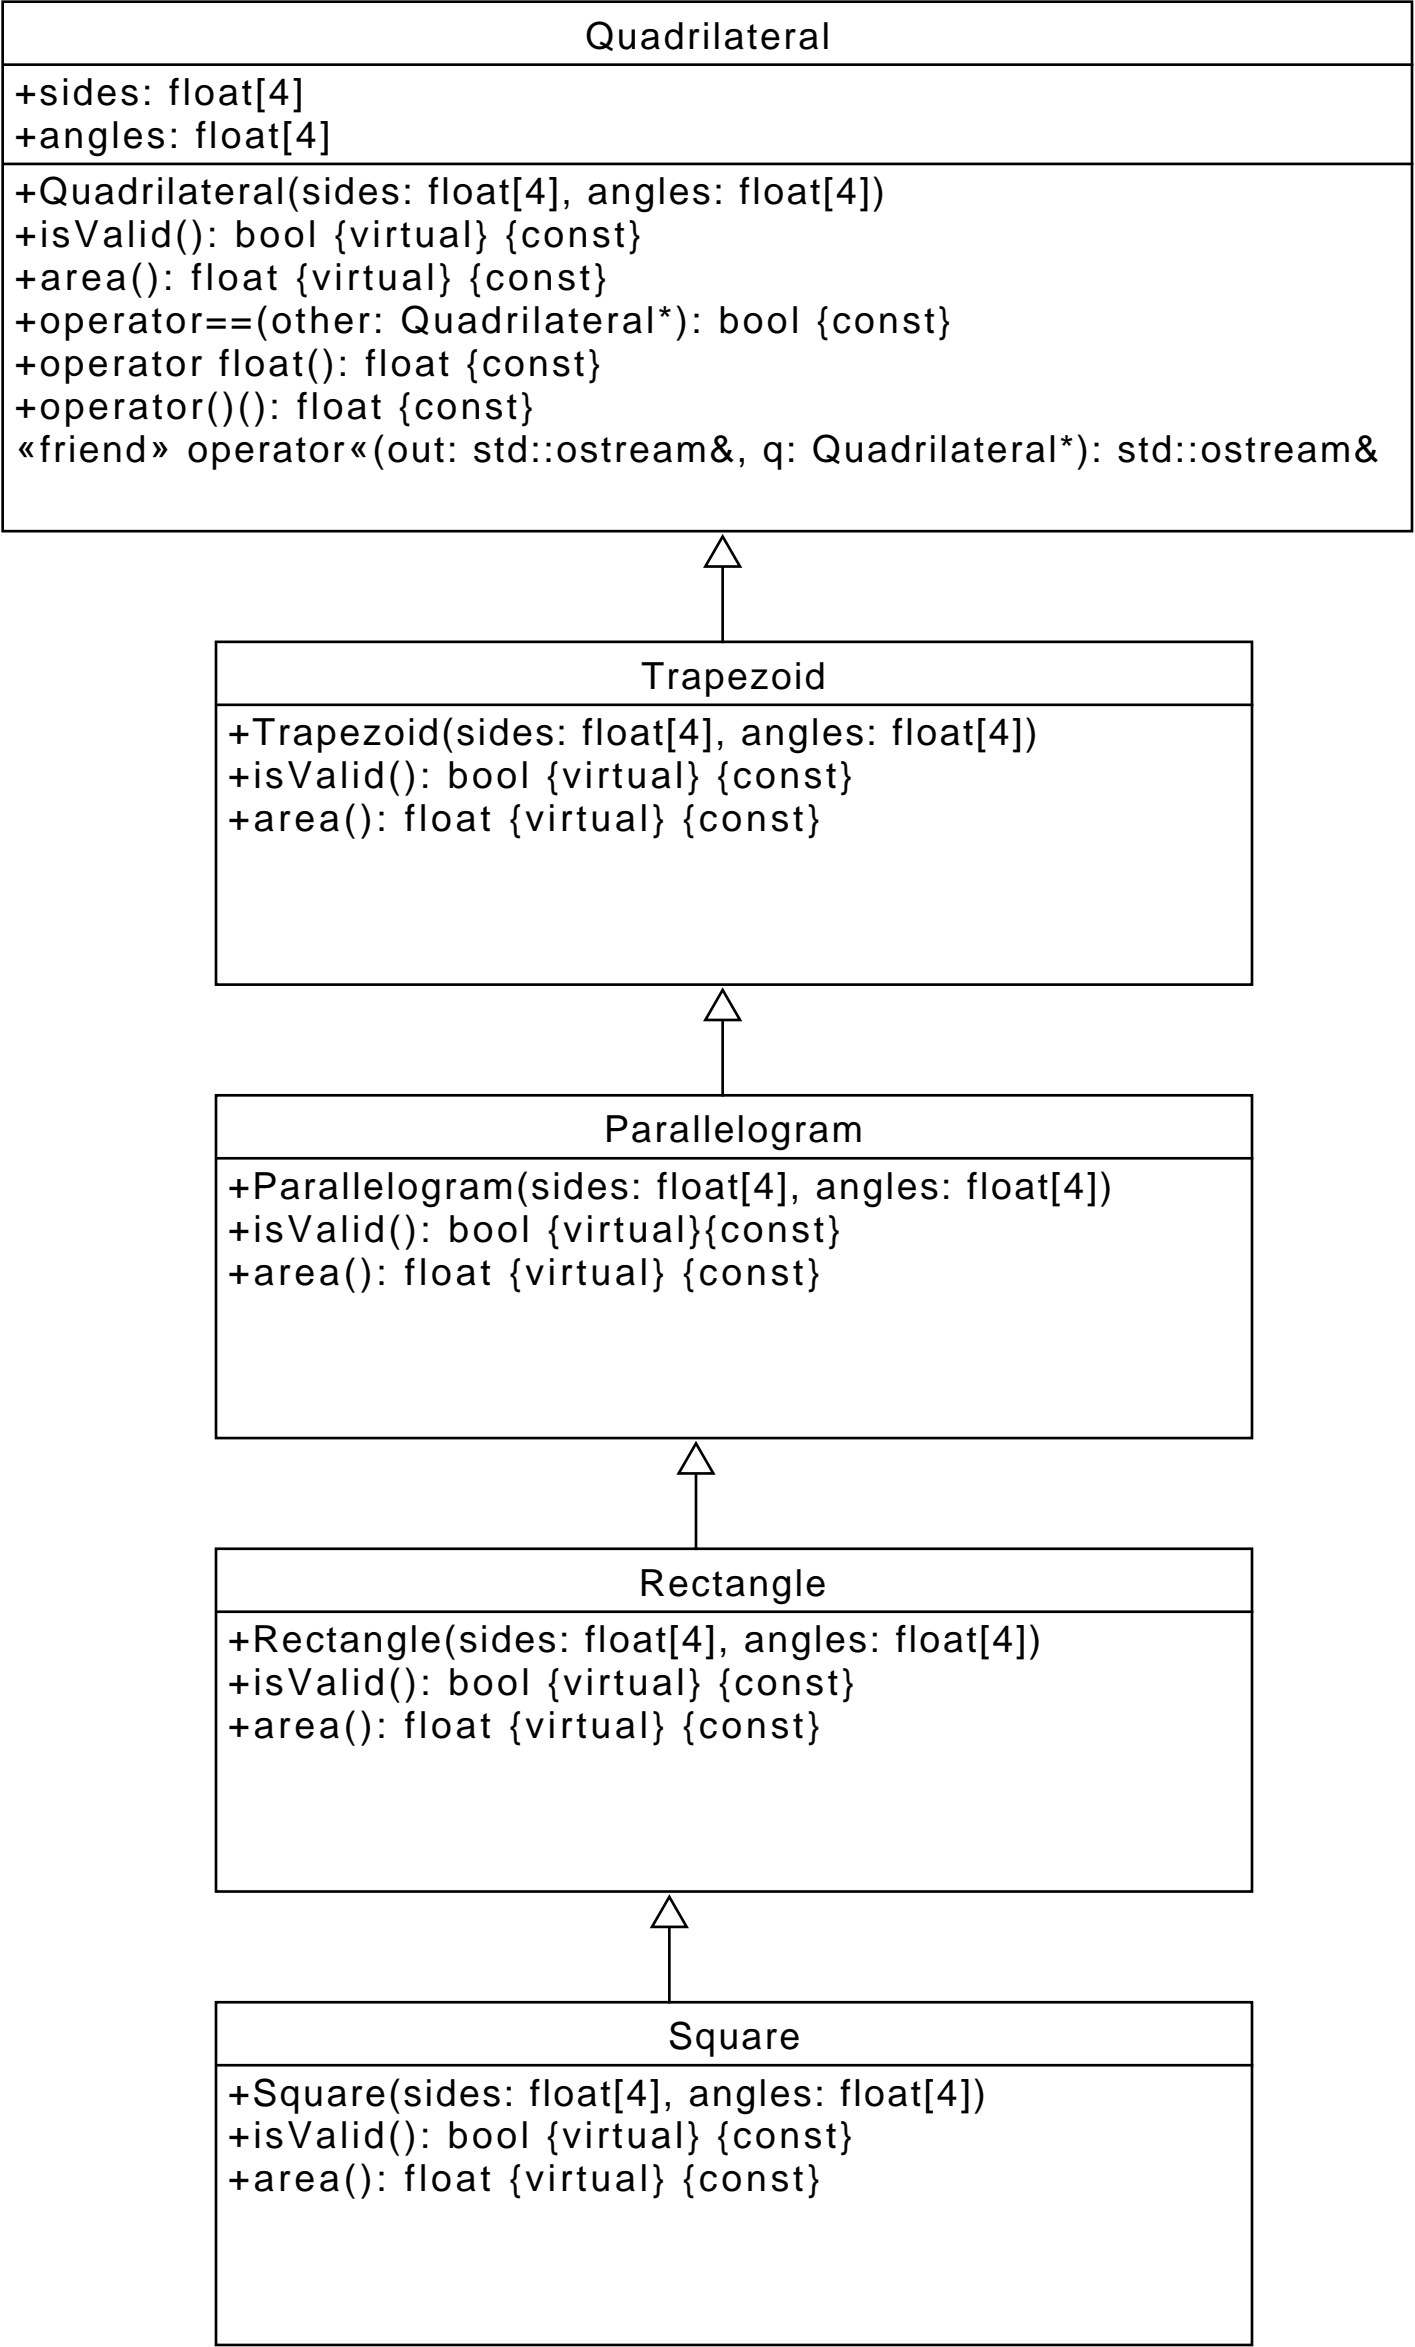 Quadrilateral
+sides: float[4]
+angles: float[4]
+Quadrilateral(sides: float[4], angles: float[4])
+isValid(): bool {virtual} {const}
+area(): float {virtual} {const}
+operator==(other: Quadrilateral*): bool {const}
+operator float(): float {const}
+operator()(): float {const}
«friend» operator«(out: std::ostream&, q: Quadrilateral*): std::ostream&
Trapezoid
+Trapezoid(sides: float[4], angles: float[4])
+isValid(): bool {virtual} {const}
+area(): float {virtual} {const}
Parallelogram
+Parallelogram(sides: float[4], angles: float[4])
+isValid(): bool {virtual}{const}
+area(): float {virtual} {const}
Rectangle
+Rectangle(sides: float[4], angles: float[4])
+isValid(): bool {virtual} {const}
+area(): float {virtual} {const}
Square
+Square(sides: float[4], angles: float[4])
+isValid(): bool {virtual} {const}
+area(): float {virtual} {const}